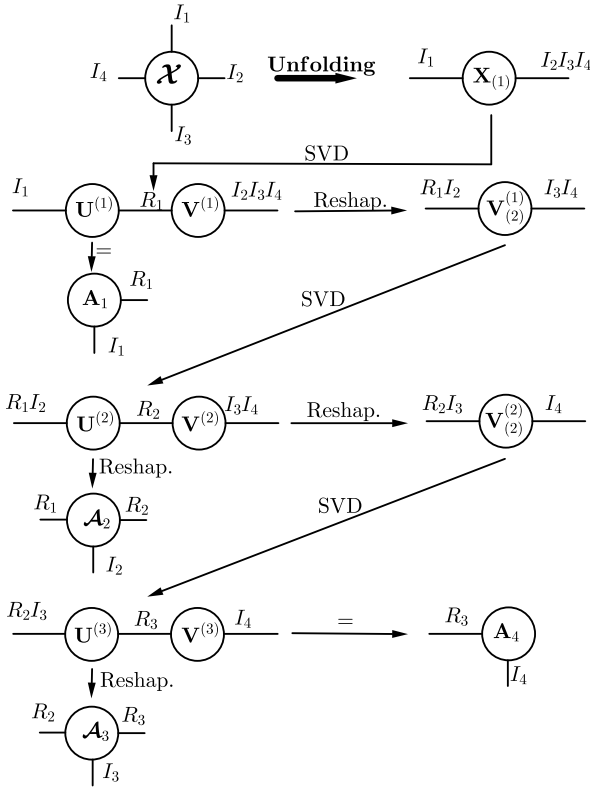 I₁
I₄ 𝓧 I₂ Unfolding I₁ X₍₁₎ I₂I₃I₄
I₃
SVD
I₁ U⁽¹⁾ R₁ V⁽¹⁾ I₂I₃I₄ Reshap. R₁I₂ V⁽¹⁾₍₂₎ I₃I₄
=
A₁ R₁
I₁
SVD
R₁I₂ U⁽²⁾ R₂ V⁽²⁾ I₃I₄ Reshap. R₂I₃ V⁽²⁾₍₂₎ I₄
Reshap.
R₁ 𝓐₂ R₂
I₂
SVD
R₂I₃ U⁽³⁾ R₃ V⁽³⁾ I₄ = R₃ A₄
I₄
Reshap.
R₂ 𝓐₃ R₃
I₃